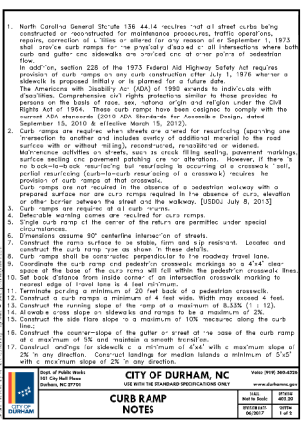 1. North Carolina General Statute 136 44.14 requires that all street curbs being
constructed or reconstructed for maintenance procedures, traffic operations,
repairs, correction of utilities or altered for any reason after September 1, 1973
shall provide curb ramps for the physically disabled at all intersections where both
curb and gutter and sidewalks are provided and at other points of pedestrian
flow.
In addition, section 228 of the 1973 Federal Aid Highway Safety Act requires
provision of curb ramps on any curb construction after July 1, 1976 whether a
sidewalk is proposed initially or is planned for a future date.
The Americans with Disability Act (ADA) of 1990 extends to individuals with
disabilities. Comprehensive civil rights protections similar to those provided to
persons on the basis of race, sex, national origin and religion under the Civil
Rights Act of 1964. These curb ramps have been designed to comply with the
current ADA standards (2010 ADA Standards for Accessible Design, dated
September 15, 2010 & effective March 15, 2012).
2. Curb ramps are required when streets are altered for resurfacing (spanning one
intersection to another and includes overlay of additional material to the road
surface with or without milling), reconstructed, rehabilitated or widened.
Maintenance activities on streets, such as crack filling sealing, pavement markings,
surface sealing and pavement patching are not alterations. However, if there is
no back-to-back resurfacing but resurfacing is occurring at a crosswalk itself,
partial resurfacing (curb-to-curb resurfacing of a crosswalk) requires the
provision of curb ramps at that crosswalk.
Curb ramps are not required in the absence of a pedestrian walkway with a
prepared surface nor are curb ramps required in the absence of curb, elevation
or other barrier between the street and the walkway. [USDOJ July 8, 2013]
3. Curb ramps are required at all curb returns.
4. Detectable warning domes are required for curb ramps.
5. Single curb ramp at the center of the return are permitted under special
circumstances.
6. Dimensions assume 90° centerline intersection of streets.
7. Construct the ramp surface to be stable, firm and slip resistant. Locate and
construct the curb ramp type as shown in these details.
8. Curb ramps shall be constructed perpendicular to the roadway travel lane.
9. Coordinate the curb ramp and pedestrian crosswalk markings so a 4'x4' clear
space at the base of the curb ramp will fall within the pedestrian crosswalk lines.
10. Set back distance from inside corner of an intersection crosswalk marking to
nearest edge of travel lane is 4 feet minimum.
11. Terminate parking a minimum of 20 feet back of a pedestrian crosswalk.
12. Construct curb ramps a minimum of 4 feet wide. Width may exceed 4 feet.
13. Construct the running slope of the ramp at a maximum of 8.33% (1 : 12).
14. Allowable cross slope on sidewalks and ramps to be a maximum of 2%.
15. Construct the side flare slope to a maximum of 10% measured along the curb
line.
16. Construct the counter-slope of the gutter or street at the base of the curb ramp
at a maximum of 5% and maintain a smooth transition.
17. Construct landings for sidewalk to a minimum of 4'x4' with a maximum slope of
2% in any direction. Construct landings for median islands a minimum of 5'x5'
with a maximum slope of 2% in any direction.
CITY OF DURHAM
Dept. of Public Works
101 City Hall Plaza
Durham, NC 27701
CITY OF DURHAM, NC
USE WITH THE STANDARD SPECIFICATIONS ONLY
www.durhamnc.gov
CURB RAMP
NOTES
SCALE:
Not to Scale
REVISION DATE:
06/2017
SHEET#
1 of 2